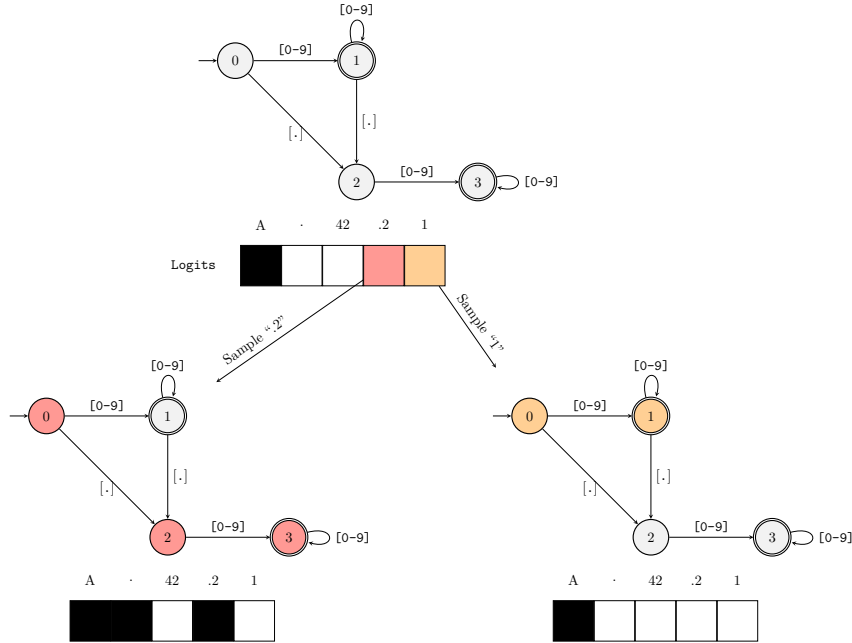 [0-9]
0 [0-9] 1
[.] [.]
2 [0-9] 3 [0-9]
A . 42 .2 1
Logits
Sample “.2”
Sample “1”
[0-9] [0-9]
0 [0-9] 1 0 [0-9] 1
[.] [.] [.] [.]
2 [0-9] 3 [0-9] 2 [0-9] 3 [0-9]
A . 42 .2 1 A . 42 .2 1